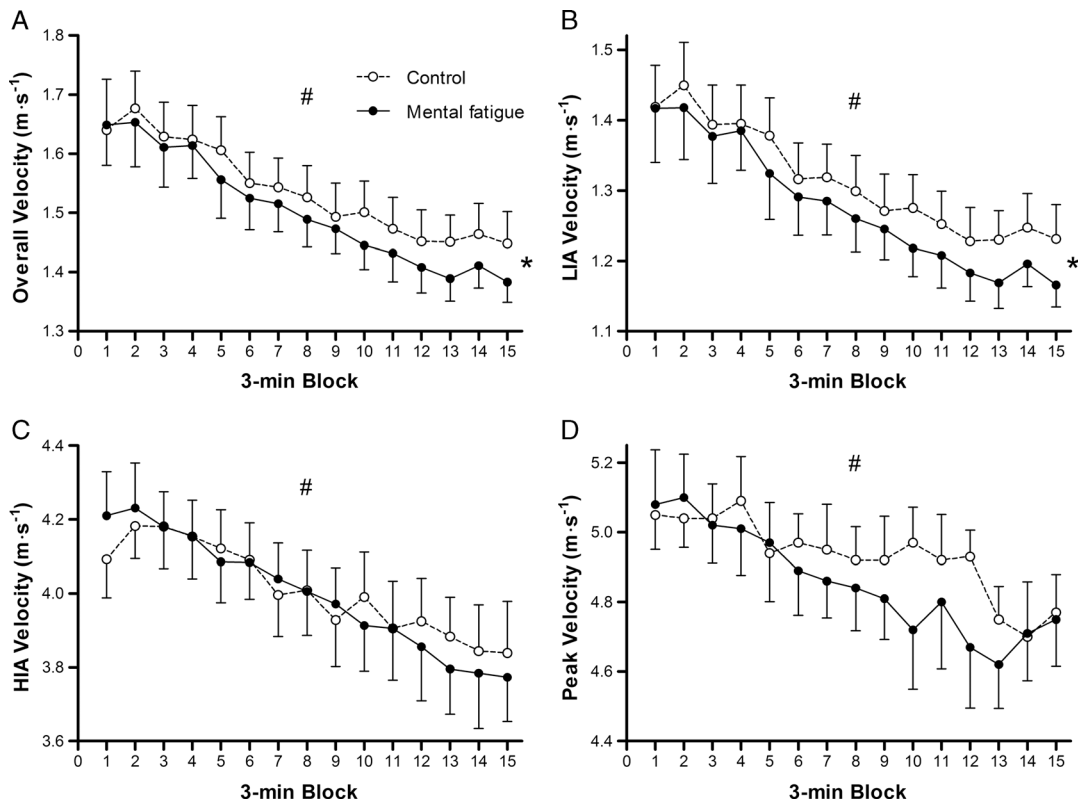 A
1.8
1.7
1.6
1.5
1.4
1.3
Overall Velocity (m·s⁻¹)
#
Control
Mental fatigue
*
0 1 2 3 4 5 6 7 8 9 10 11 12 13 14 15
3-min Block
B
1.5
1.4
1.3
1.2
1.1
LIA Velocity (m·s⁻¹)
#
*
0 1 2 3 4 5 6 7 8 9 10 11 12 13 14 15
3-min Block
C
4.4
4.2
4.0
3.8
3.6
HIA Velocity (m·s⁻¹)
#
0 1 2 3 4 5 6 7 8 9 10 11 12 13 14 15
3-min Block
D
5.2
5.0
4.8
4.6
4.4
Peak Velocity (m·s⁻¹)
#
0 1 2 3 4 5 6 7 8 9 10 11 12 13 14 15
3-min Block